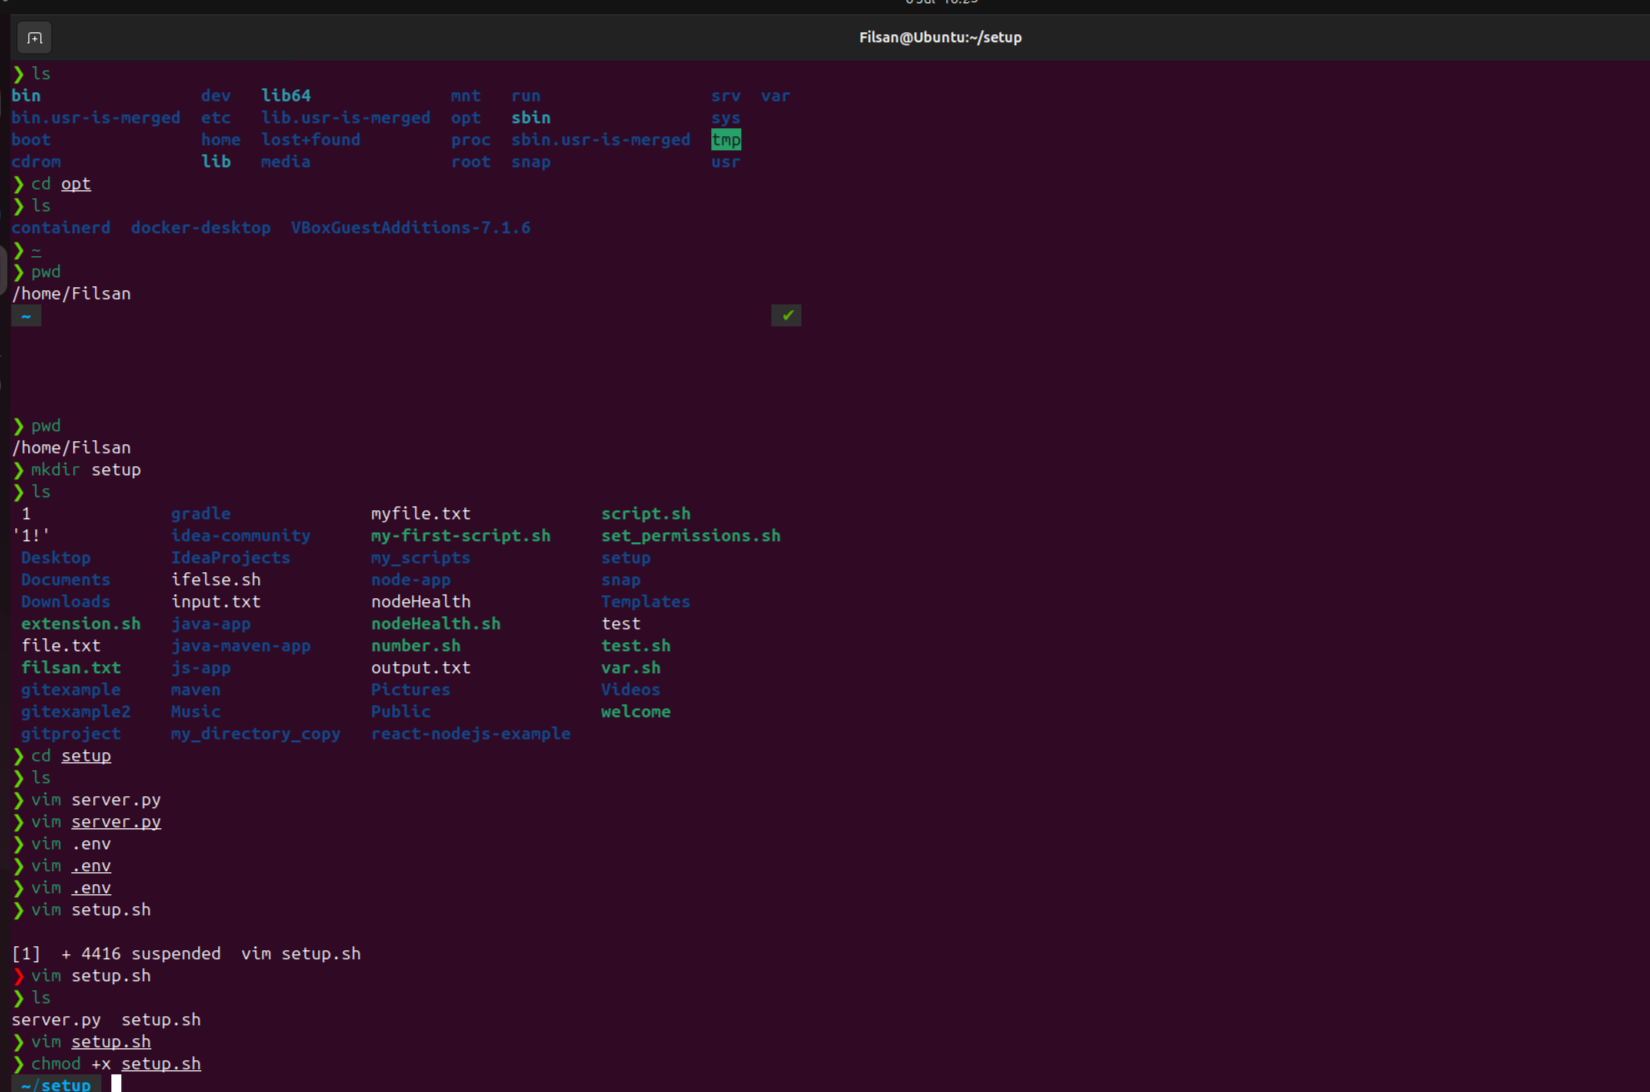 Filsan@Ubuntu:~/setup
❯ ls
bin dev lib64 mnt run srv var
bin.usr-is-merged etc lib.usr-is-merged opt sbin sys
boot home lost+found proc sbin.usr-is-merged tmp
cdrom lib media root snap usr
❯ cd opt
❯ ls
containerd docker-desktop VBoxGuestAdditions-7.1.6
❯ ~
❯ pwd
/home/Filsan
~ ✔
❯ pwd
/home/Filsan
❯ mkdir setup
❯ ls
1 gradle myfile.txt script.sh
'1!' idea-community my-first-script.sh set_permissions.sh
Desktop IdeaProjects my_scripts setup
Documents ifelse.sh node-app snap
Downloads input.txt nodeHealth Templates
extension.sh java-app nodeHealth.sh test
file.txt java-maven-app number.sh test.sh
filsan.txt js-app output.txt var.sh
gitexample maven Pictures Videos
gitexample2 Music Public welcome
gitproject my_directory_copy react-nodejs-example
❯ cd setup
❯ ls
❯ vim server.py
❯ vim server.py
❯ vim .env
❯ vim .env
❯ vim .env
❯ vim setup.sh
[1] + 4416 suspended vim setup.sh
❯ vim setup.sh
❯ ls
server.py setup.sh
❯ vim setup.sh
❯ chmod +x setup.sh
~/setup